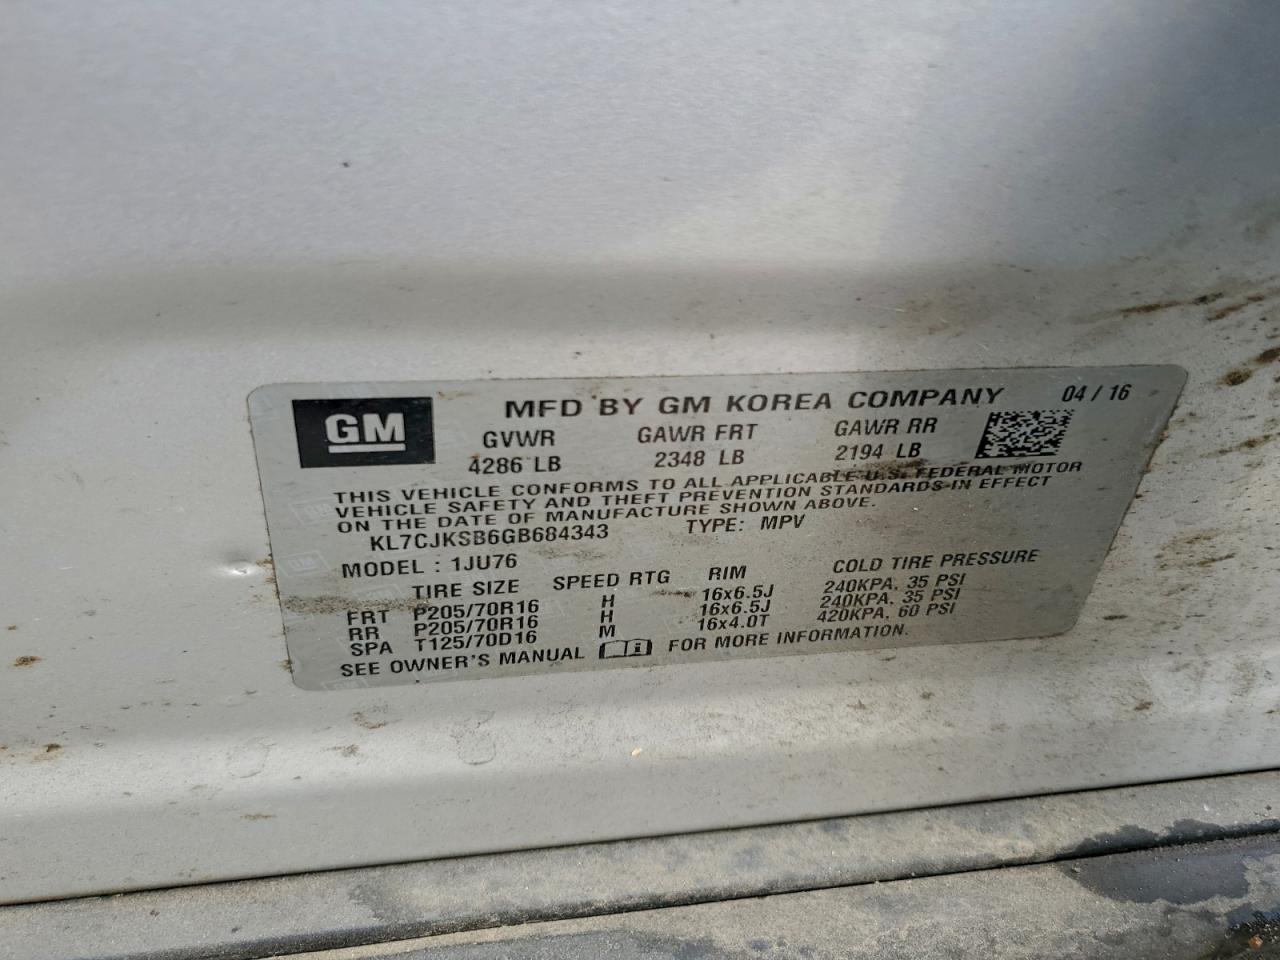 GM
MFD BY GM KOREA COMPANY 04 / 16
GVWR GAWR FRT GAWR RR
4286 LB 2348 LB 2194 LB
THIS VEHICLE CONFORMS TO ALL APPLICABLE U.S. FEDERAL MOTOR
VEHICLE SAFETY AND THEFT PREVENTION STANDARDS IN EFFECT
ON THE DATE OF MANUFACTURE SHOWN ABOVE.
KL7CJKSB6GB684343 TYPE: MPV
MODEL : 1JU76
TIRE SIZE SPEED RTG RIM COLD TIRE PRESSURE
FRT P205/70R16 H 16x6.5J 240KPA, 35 PSI
RR P205/70R16 H 16x6.5J 240KPA, 35 PSI
SPA T125/70D16 M 16x4.0T 420KPA, 60 PSI
SEE OWNER'S MANUAL FOR MORE INFORMATION.